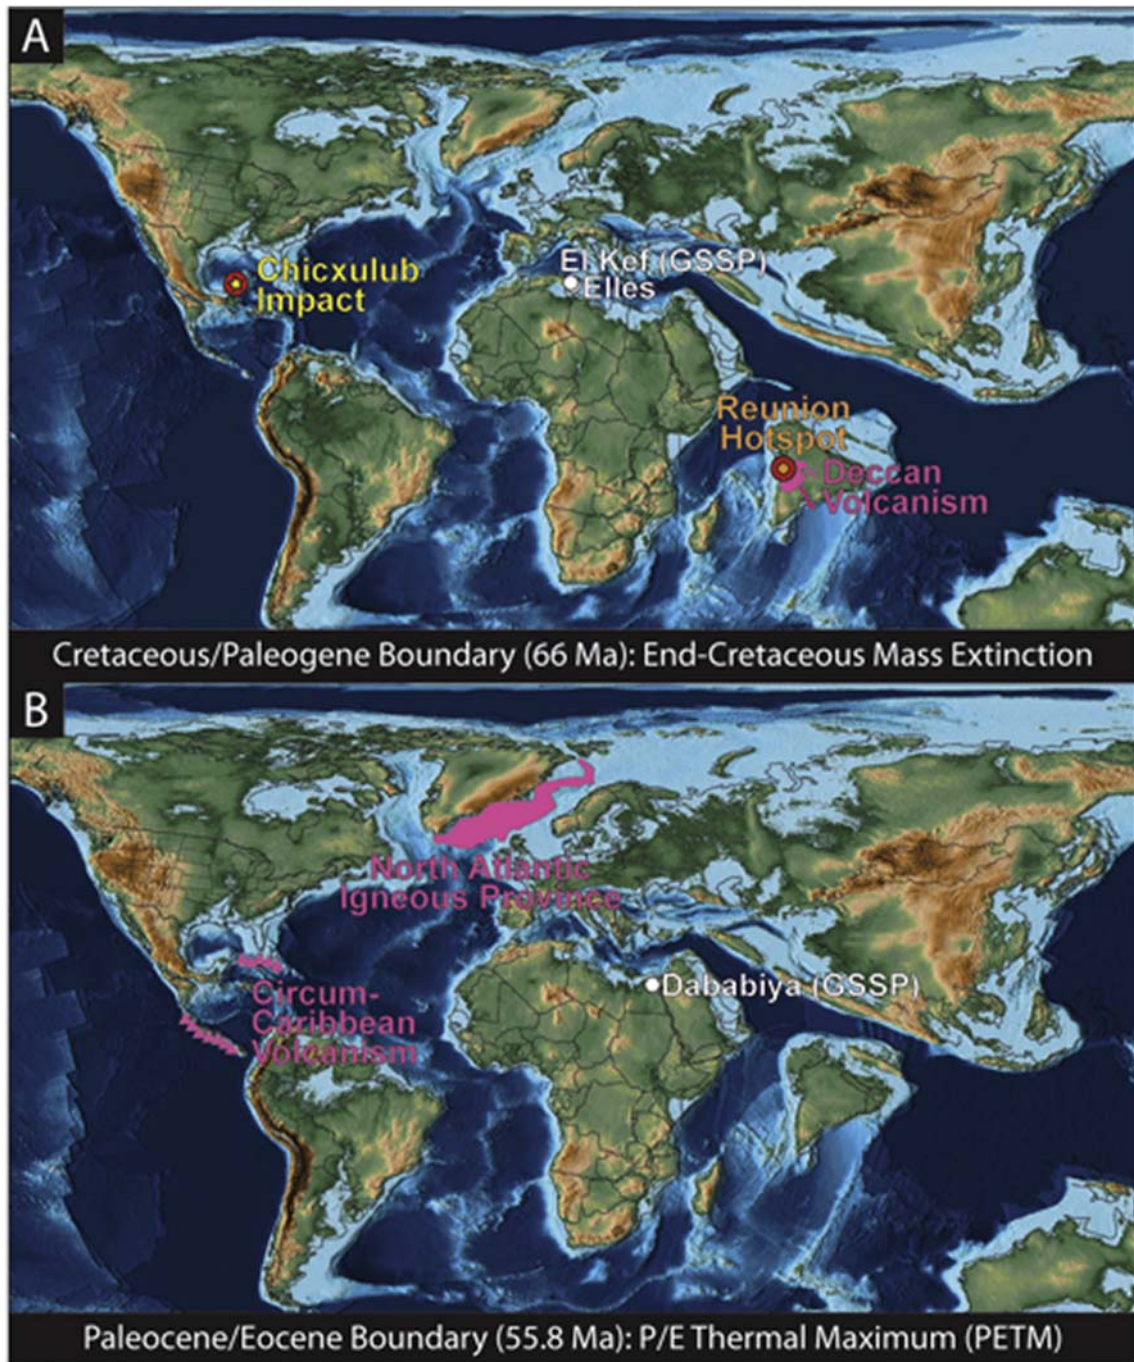 A
Chicxulub
Impact
El Kef (GSSP)
Elles
Reunion
Hotspot
Deccan
Volcanism
Cretaceous/Paleogene Boundary (66 Ma): End-Cretaceous Mass Extinction
B
North Atlantic
Igneous Province
Dababiya (GSSP)
Circum-
Caribbean
Volcanism
Paleocene/Eocene Boundary (55.8 Ma): P/E Thermal Maximum (PETM)